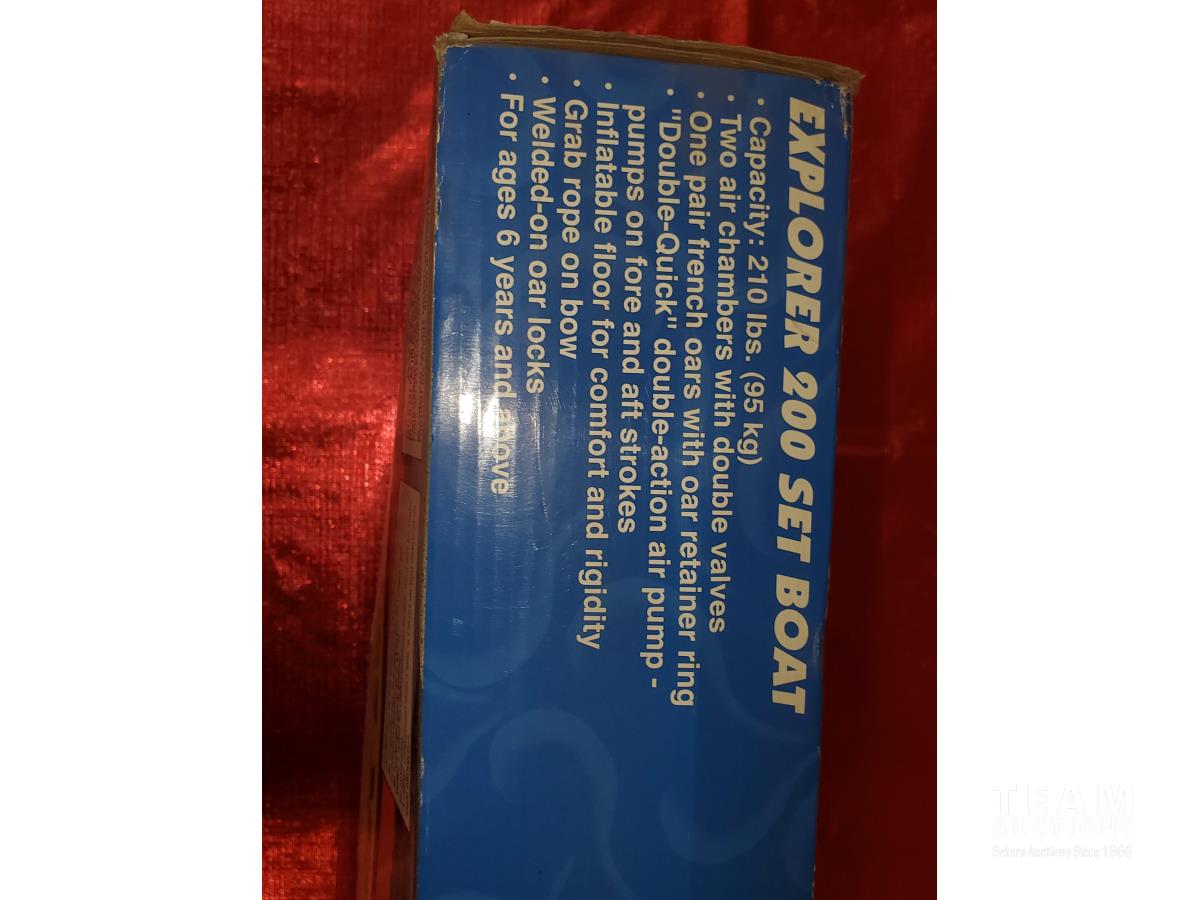 EXPLORER 200 SET BOAT
• Capacity: 210 lbs. (95 kg)
• Two air chambers with double valves
• One pair french oars with oar retainer ring
• "Double-Quick" double-action air pump -
pumps on fore and aft strokes
• Inflatable floor for comfort and rigidity
• Grab rope on bow
• Welded-on oar locks
• For ages 6 years and above
TEAM
AUCTIONS
Sekura Auctions Since 1966